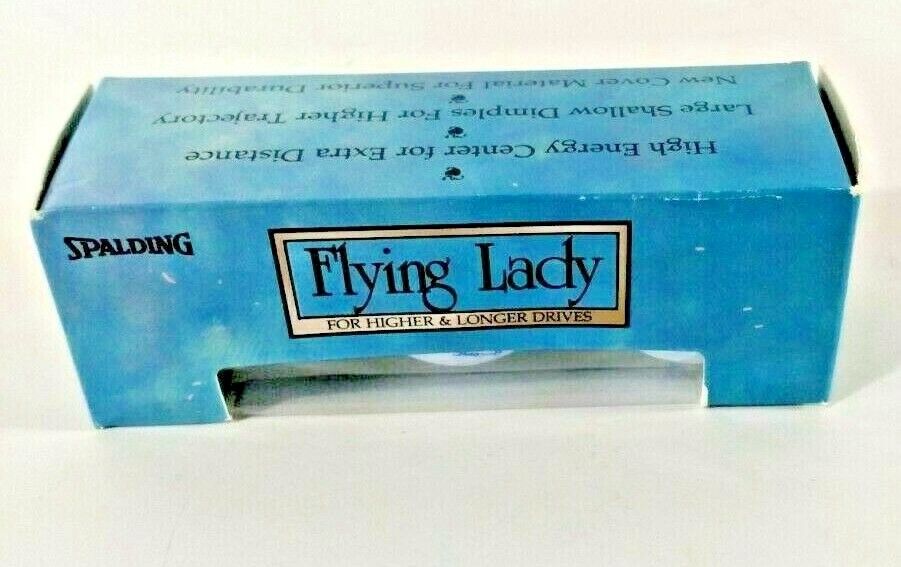 New Cover Material For Superior Durability
Large Shallow Dimples For Higher Trajectory
High Energy Center for Extra Distance
SPALDING
Flying Lady
FOR HIGHER & LONGER DRIVES